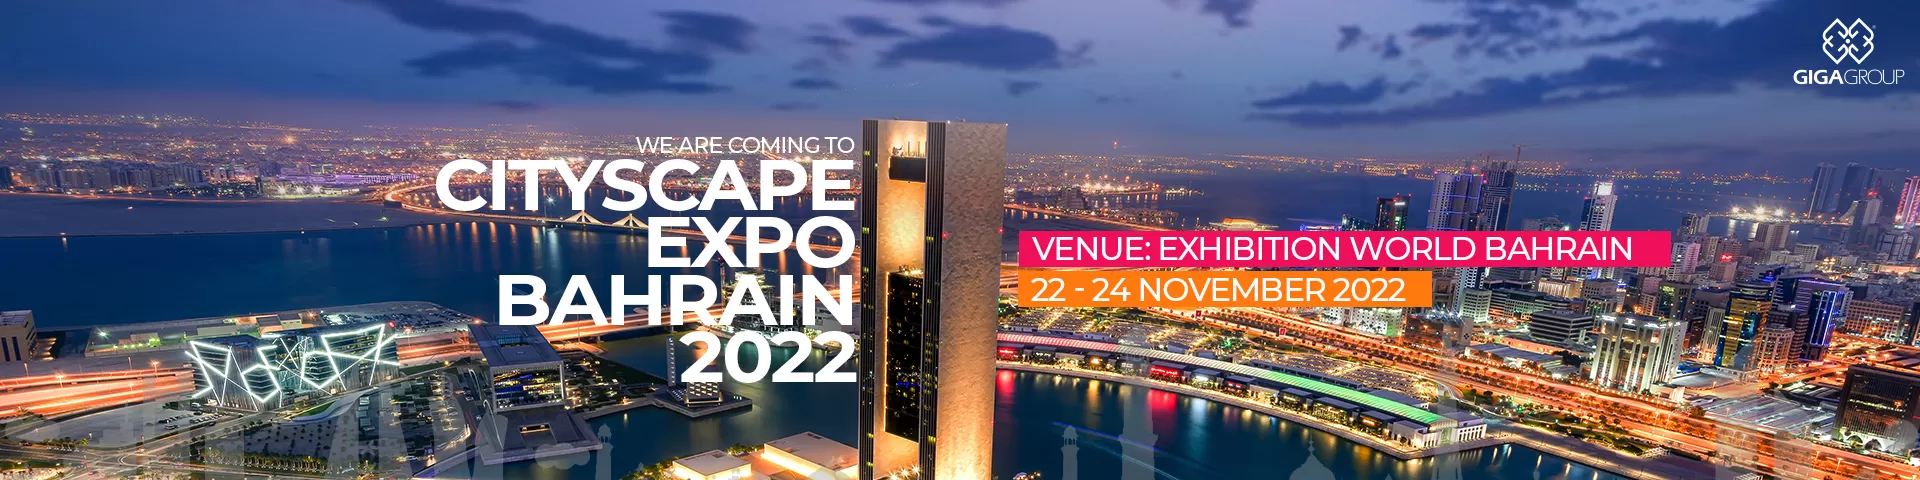 WE ARE COMING TO
CITYSCAPE
EXPO
BAHRAIN
2022
VENUE: EXHIBITION WORLD BAHRAIN
22 - 24 NOVEMBER 2022
GIGAGROUP